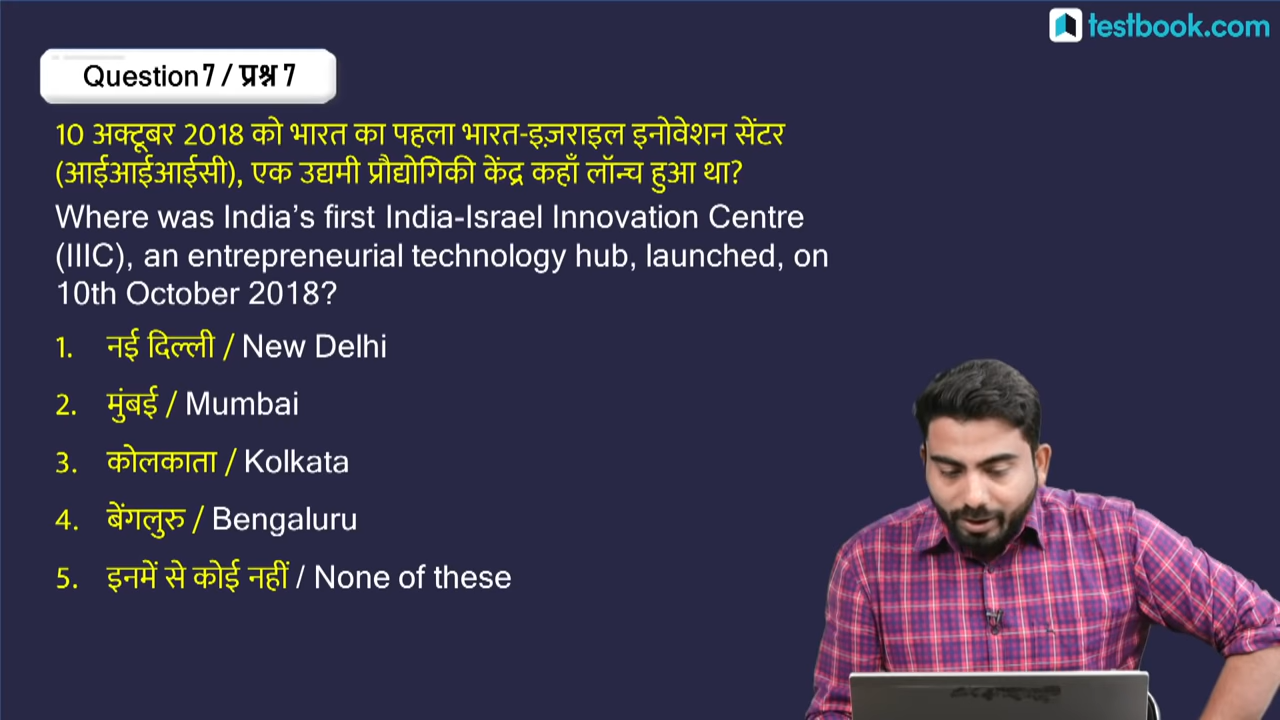 testbook.com
Question 7 / प्रश्न 7
10 अक्टूबर 2018 को भारत का पहला भारत-इज़राइल इनोवेशन सेंटर
(आईआईआईसी), एक उद्यमी प्रौद्योगिकी केंद्र कहाँ लॉन्च हुआ था?
Where was India’s first India-Israel Innovation Centre
(IIIC), an entrepreneurial technology hub, launched, on
10th October 2018?
1. नई दिल्ली / New Delhi
2. मुंबई / Mumbai
3. कोलकाता / Kolkata
4. बेंगलुरु / Bengaluru
5. इनमें से कोई नहीं / None of these